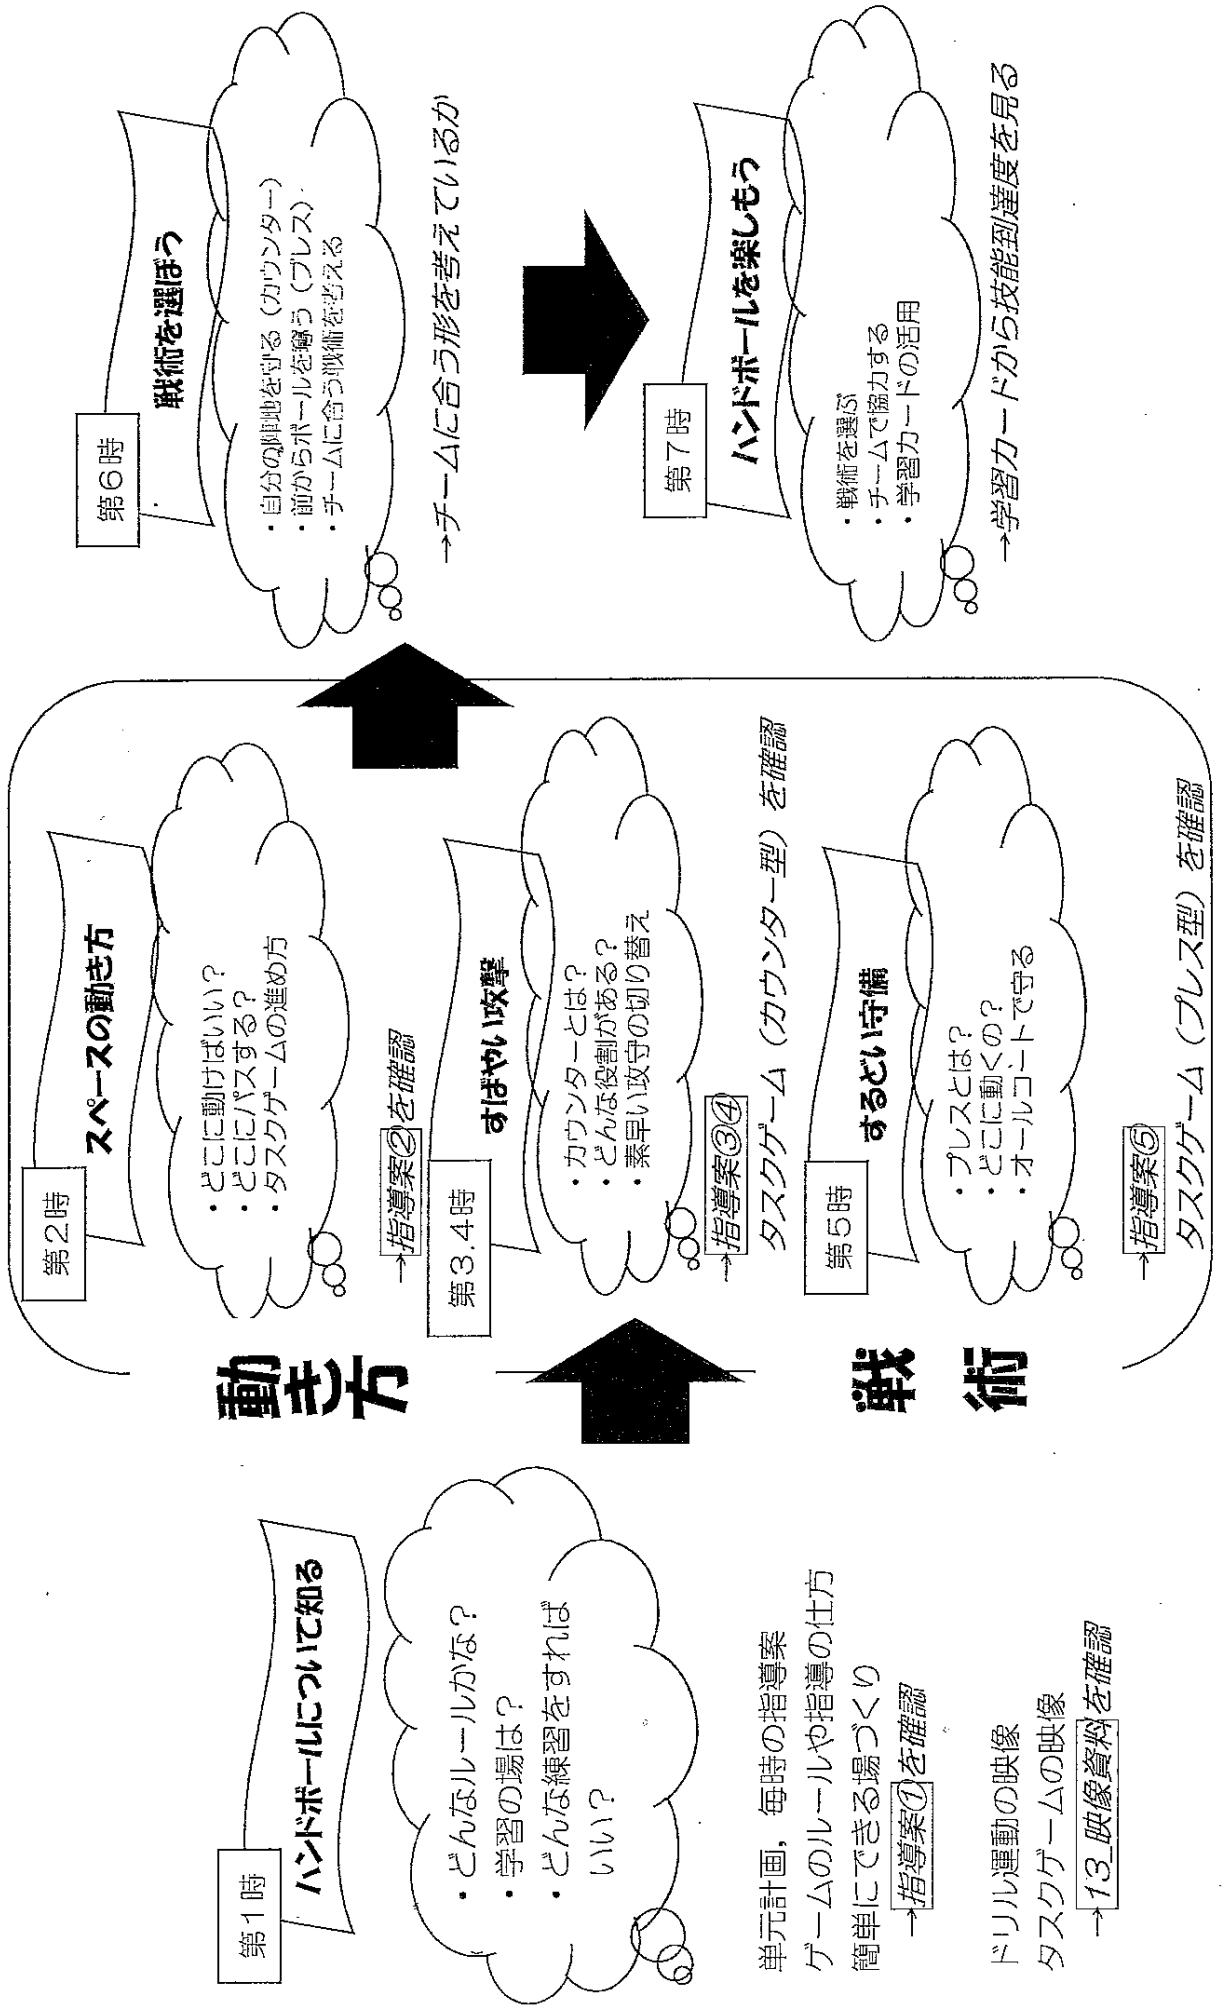 第1時
ハンドボールについて知る
・どんなルールかな？
・学習の場は？
・どんな練習をすれば
いい？
単元計画，毎時の指導案
ゲームのルールや指導の仕方
簡単にできる場づくり
→指導案①を確認
ドリル運動の映像
タスクゲームの映像
→13_映像資料を確認
動き方
戦術
第2時
スペースの動き方
・どこに動けばいい？
・どこにパスする？
・タスクゲームの進め方
→指導案②を確認
第3.4時
すばやい攻撃
・カウンターとは？
・どんな役割がある？
・素早い攻守の切り替え
→指導案③④
タスクゲーム（カウンター型）を確認
第5時
するどい守備
・プレスとは？
・どこに動くの？
・オールコートで守る
→指導案⑤
タスクゲーム（プレス型）を確認
第6時
戦術を選ぼう
・自分の陣地を守る（カウンター）
・前からボールを奪う（プレス）
・チームに合う戦術を考える
→チームに合う形を考えているか
第7時
ハンドボールを楽しもう
・戦術を選ぶ
・チームで協力する
・学習カードの活用
→学習カードから技能到達度を見る